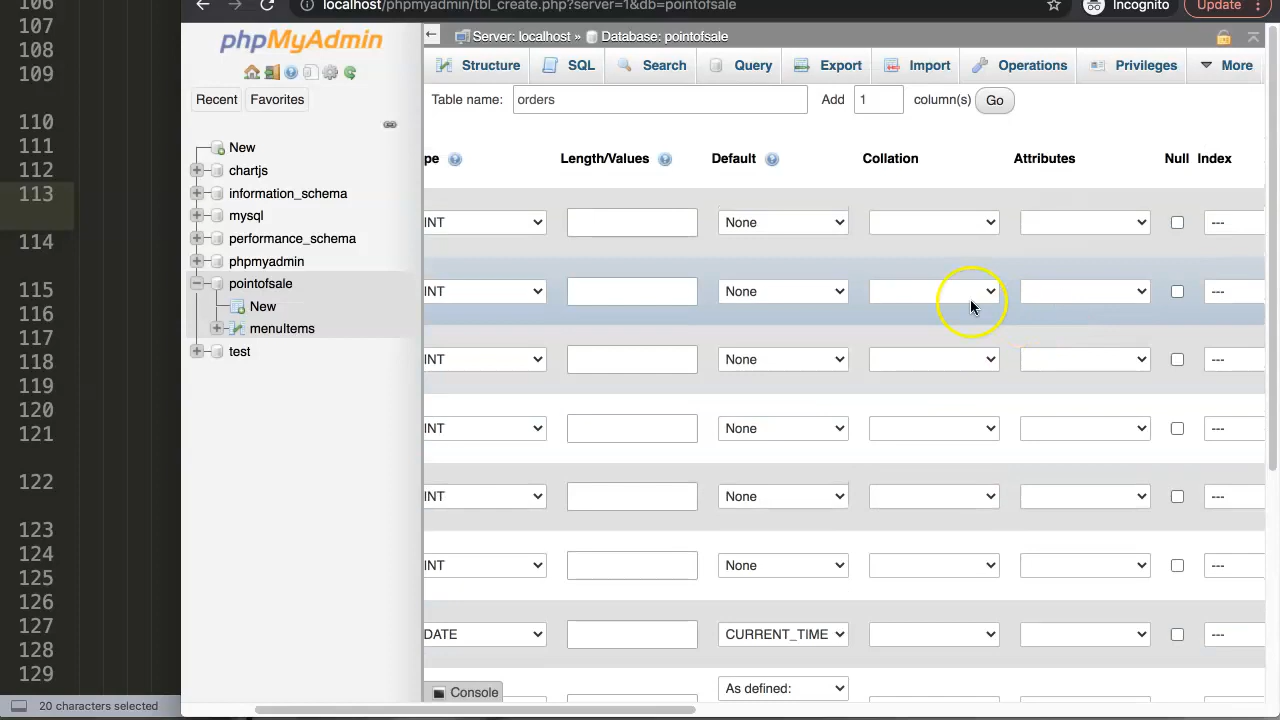 106
107
108
109
110
111
112
113
114
115
116
117
118
119
120
121
122
123
124
125
126
127
128
129
20 characters selected
localhost/phpmyadmin/tbl_create.php?server=1&db=pointofsale
Incognito
Update
phpMyAdmin
Recent
Favorites
New
chartjs
information_schema
mysql
performance_schema
phpmyadmin
pointofsale
New
menuItems
test
Server: localhost » Database: pointofsale
Structure SQL Search Query Export Import Operations Privileges More
Table name: orders Add 1 column(s) Go
pe Length/Values Default Collation Attributes Null Index
INT None ---
INT None ---
INT None ---
INT None ---
INT None ---
INT None ---
DATE CURRENT_TIME ---
As defined:
Console